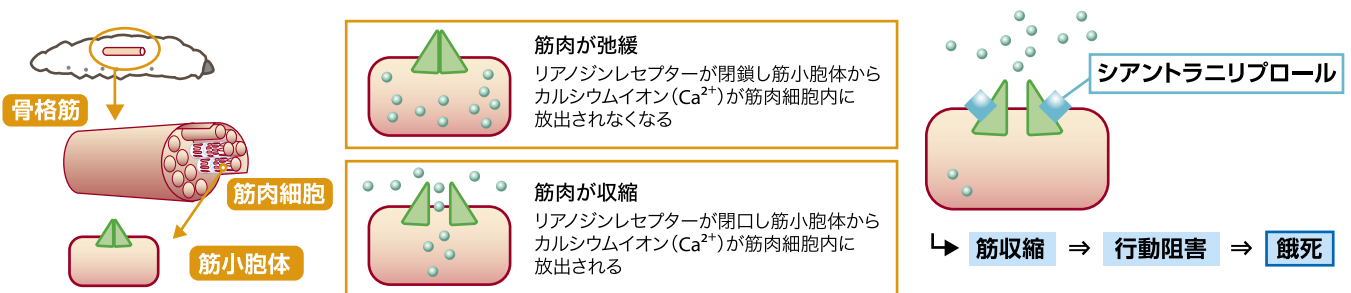 骨格筋
筋肉細胞
筋小胞体
筋肉が弛緩
リアノジンレセプターが閉鎖し筋小胞体から
カルシウムイオン（Ca²⁺）が筋肉細胞内に
放出されなくなる
筋肉が収縮
リアノジンレセプターが閉口し筋小胞体から
カルシウムイオン（Ca²⁺）が筋肉細胞内に
放出される
シアントラニリプロール
筋収縮 ⇒ 行動阻害 ⇒ 餓死